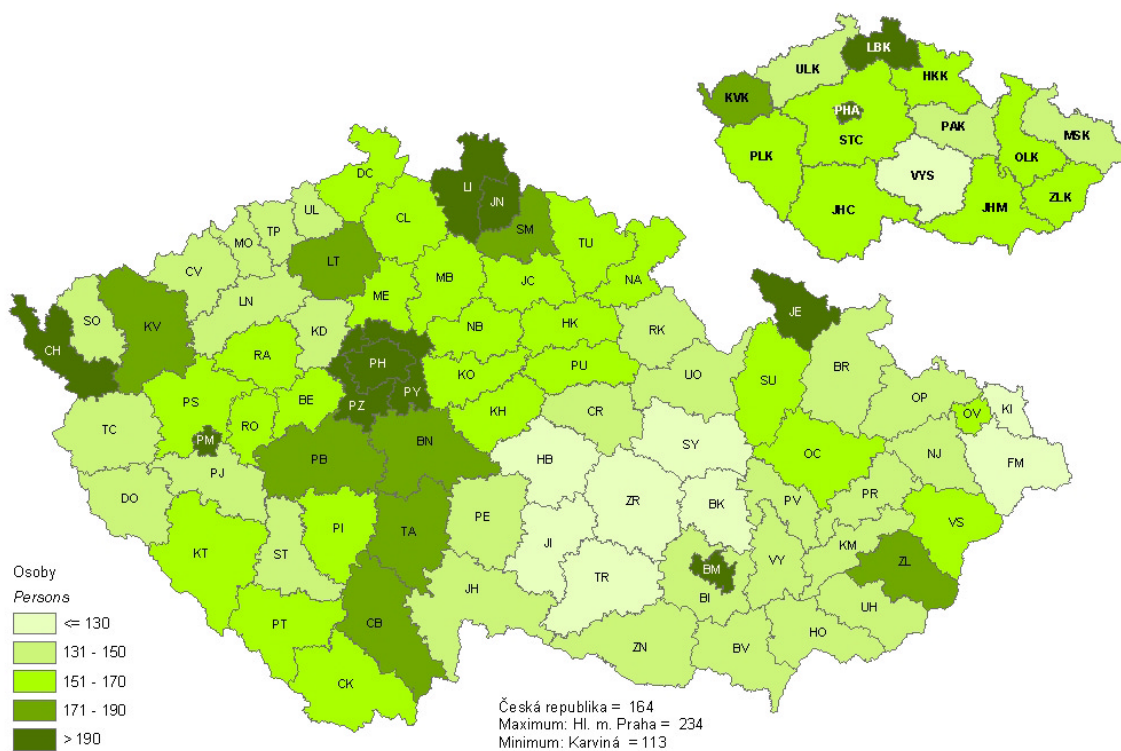 LBK
ULK
HKK
KVK
PHA
PAK
MSK
STC
OLK
PLK
VYS
ZLK
JHC
JHM
DC
LI
JN
UL
CL
SM
TP
MO
TU
LT
CV
MB
JC
NA
ME
LN
SO
KV
JE
NB
HK
KD
RK
CH
RA
PH
KO
PU
UO
SU
BR
PY
OP
KI
PS
BE
PZ
KH
CR
OV
RO
TC
PM
BN
SY
OC
NJ
FM
PB
HB
PJ
DO
ZR
BK
PV
PR
PI
TA
PE
VS
KT
ST
JI
KM
VY
ZL
BM
TR
JH
BI
UH
PT
CB
HO
ZN
BV
CK
Osoby
Persons
<= 130
131 - 150
151 - 170
171 - 190
> 190
Česká republika = 164
Maximum: Hl. m. Praha = 234
Minimum: Karviná = 113